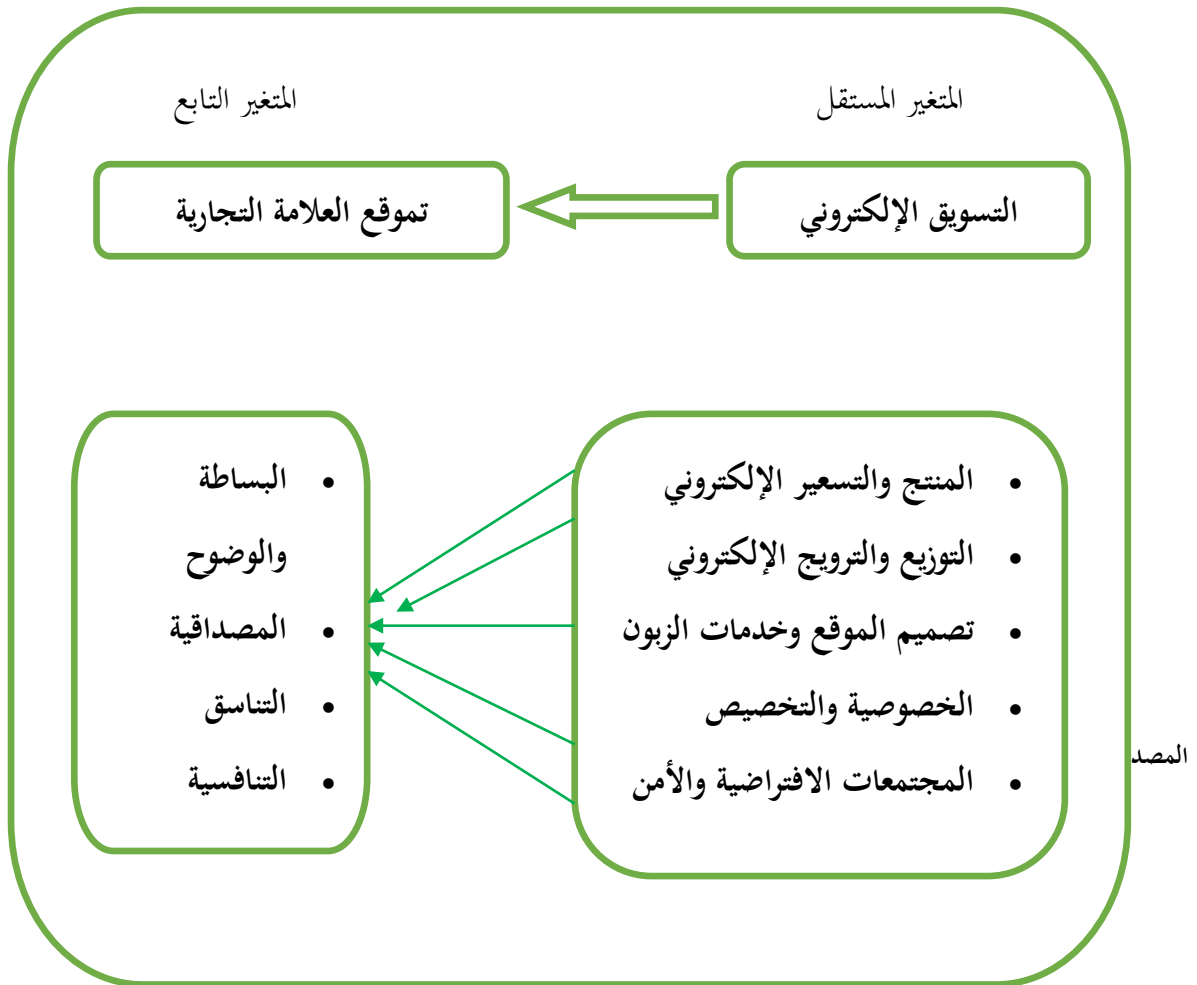 المتغير المستقل
المتغير التابع
التسويق الإلكتروني
تموقع العلامة التجارية
• المنتج والتسعير الإلكتروني
• التوزيع والترويج الإلكتروني
• تصميم الموقع وخدمات الزبون
• الخصوصية والتخصيص
• المجتمعات الافتراضية والأمن
• البساطة
والوضوح
• المصداقية
• التناسق
• التنافسية
المصد